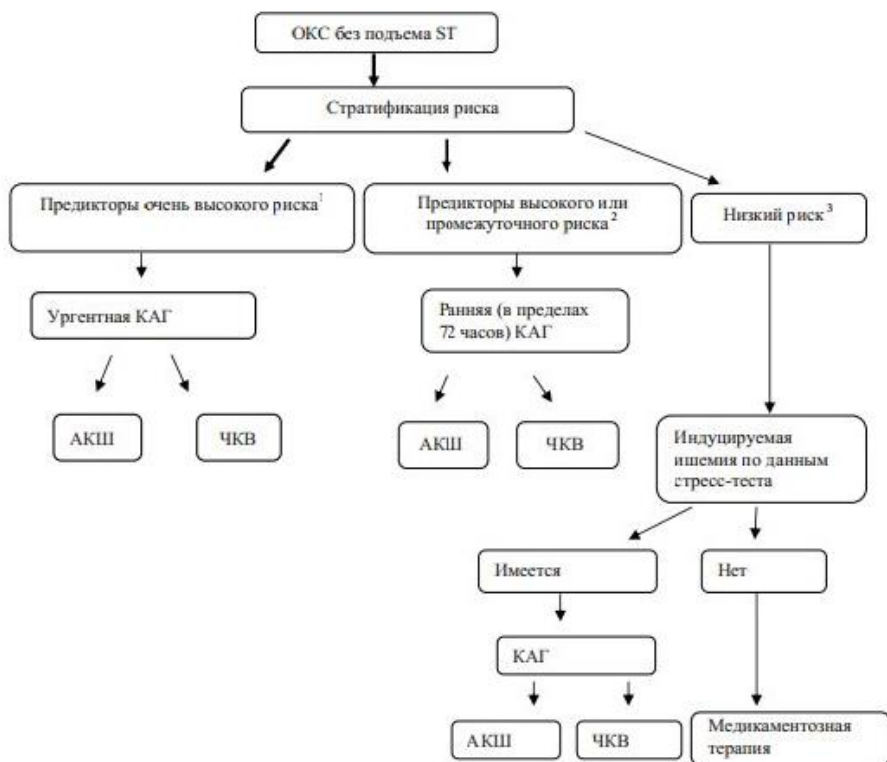 ОКС без подъема ST
Стратификация риска
Предикторы очень высокого риска¹
Предикторы высокого или
промежуточного риска²
Низкий риск³
Ургентная КАГ
Ранняя (в пределах
72 часов) КАГ
АКШ
ЧКВ
АКШ
ЧКВ
Индуцируемая
ишемия по данным
стресс-теста
Имеется
Нет
КАГ
АКШ
ЧКВ
Медикаментозная
терапия